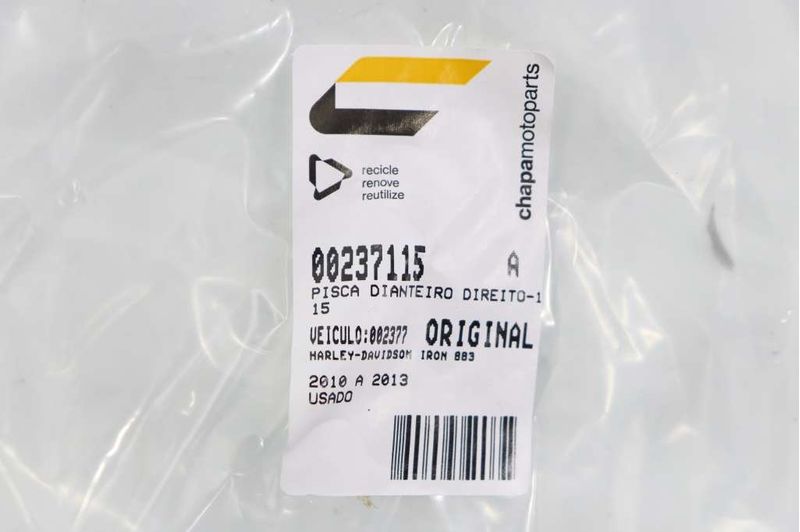 chapamotoparts
recicle
renove
reutilize
00237115 A
PISCA DIANTEIRO DIREITO-1
15
VEICULO:002377 ORIGINAL
HARLEY-DAVIDSON IRON 883
2010 A 2013
USADO